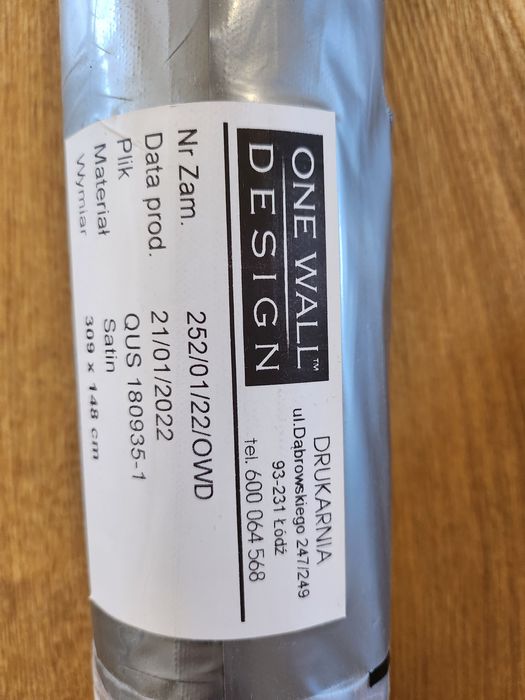 ONE WALL™
DESIGN
DRUKARNIA
ul.Dąbrowskiego 247/249
93-231 Łódź
tel. 600 064 568
Nr Zam. 252/01/22/OWD
Data prod. 21/01/2022
Plik QUS 180935-1
Materiał Satin
Wymiar 309 x 148 cm